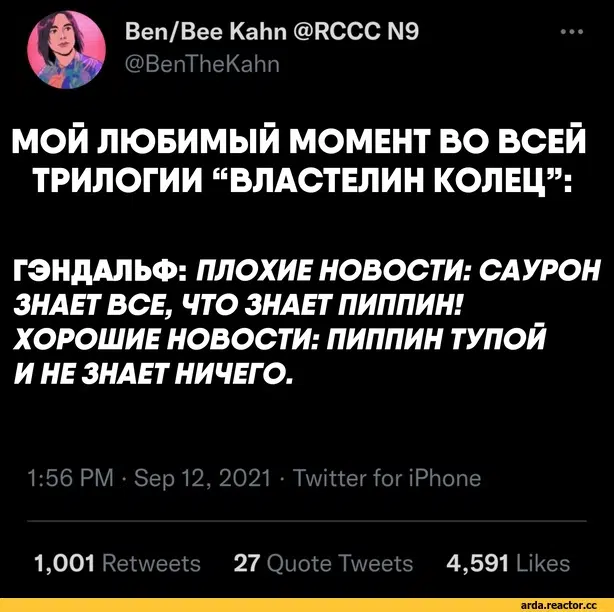 Ben/Bee Kahn @RCCC N9
@BenTheKahn
МОЙ ЛЮБИМЫЙ МОМЕНТ ВО ВСЕЙ
ТРИЛОГИИ “ВЛАСТЕЛИН КОЛЕЦ”:
ГЭНДАЛЬФ: ПЛОХИЕ НОВОСТИ: САУРОН
ЗНАЕТ ВСЕ, ЧТО ЗНАЕТ ПИППИН!
ХОРОШИЕ НОВОСТИ: ПИППИН ТУПОЙ
И НЕ ЗНАЕТ НИЧЕГО.
1:56 PM · Sep 12, 2021 · Twitter for iPhone
1,001 Retweets 27 Quote Tweets 4,591 Likes
arda.reactor.cc